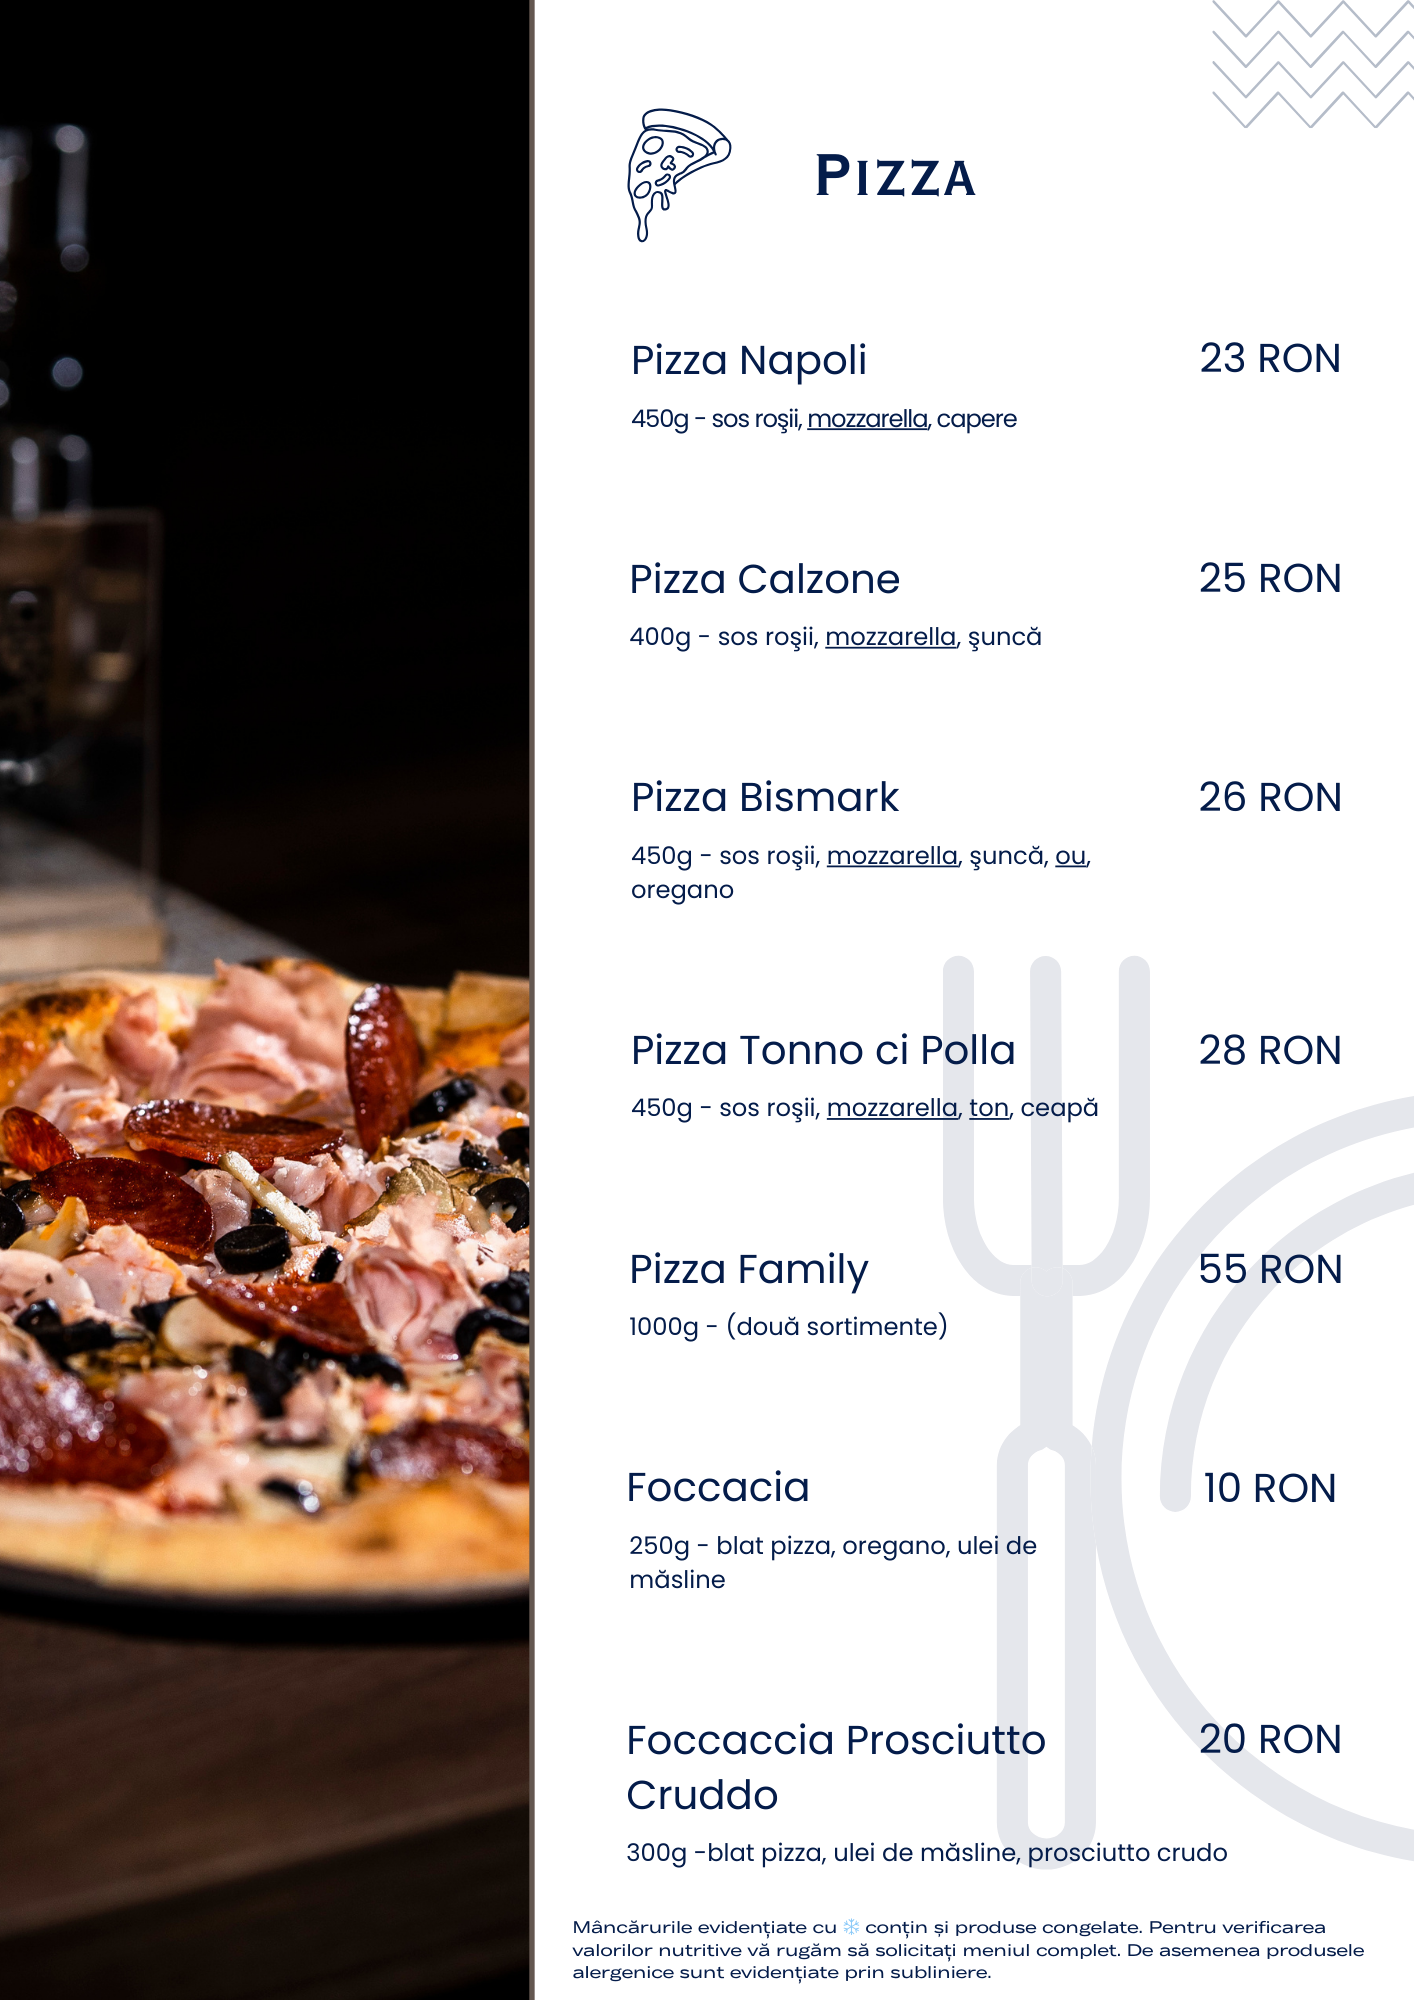 Pizza
Pizza Napoli 23 RON
450g - sos roşii, mozzarella, capere
Pizza Calzone 25 RON
400g - sos roşii, mozzarella, şuncă
Pizza Bismark 26 RON
450g - sos roşii, mozzarella, şuncă, ou,
oregano
Pizza Tonno ci Polla 28 RON
450g - sos roşii, mozzarella, ton, ceapă
Pizza Family 55 RON
1000g - (două sortimente)
Foccacia 10 RON
250g - blat pizza, oregano, ulei de
măsline
Foccaccia Prosciutto 20 RON
Cruddo
300g -blat pizza, ulei de măsline, prosciutto crudo
Mâncărurile evidențiate cu ❄ conțin și produse congelate. Pentru verificarea
valorilor nutritive vă rugăm să solicitați meniul complet. De asemenea produsele
alergenice sunt evidențiate prin subliniere.